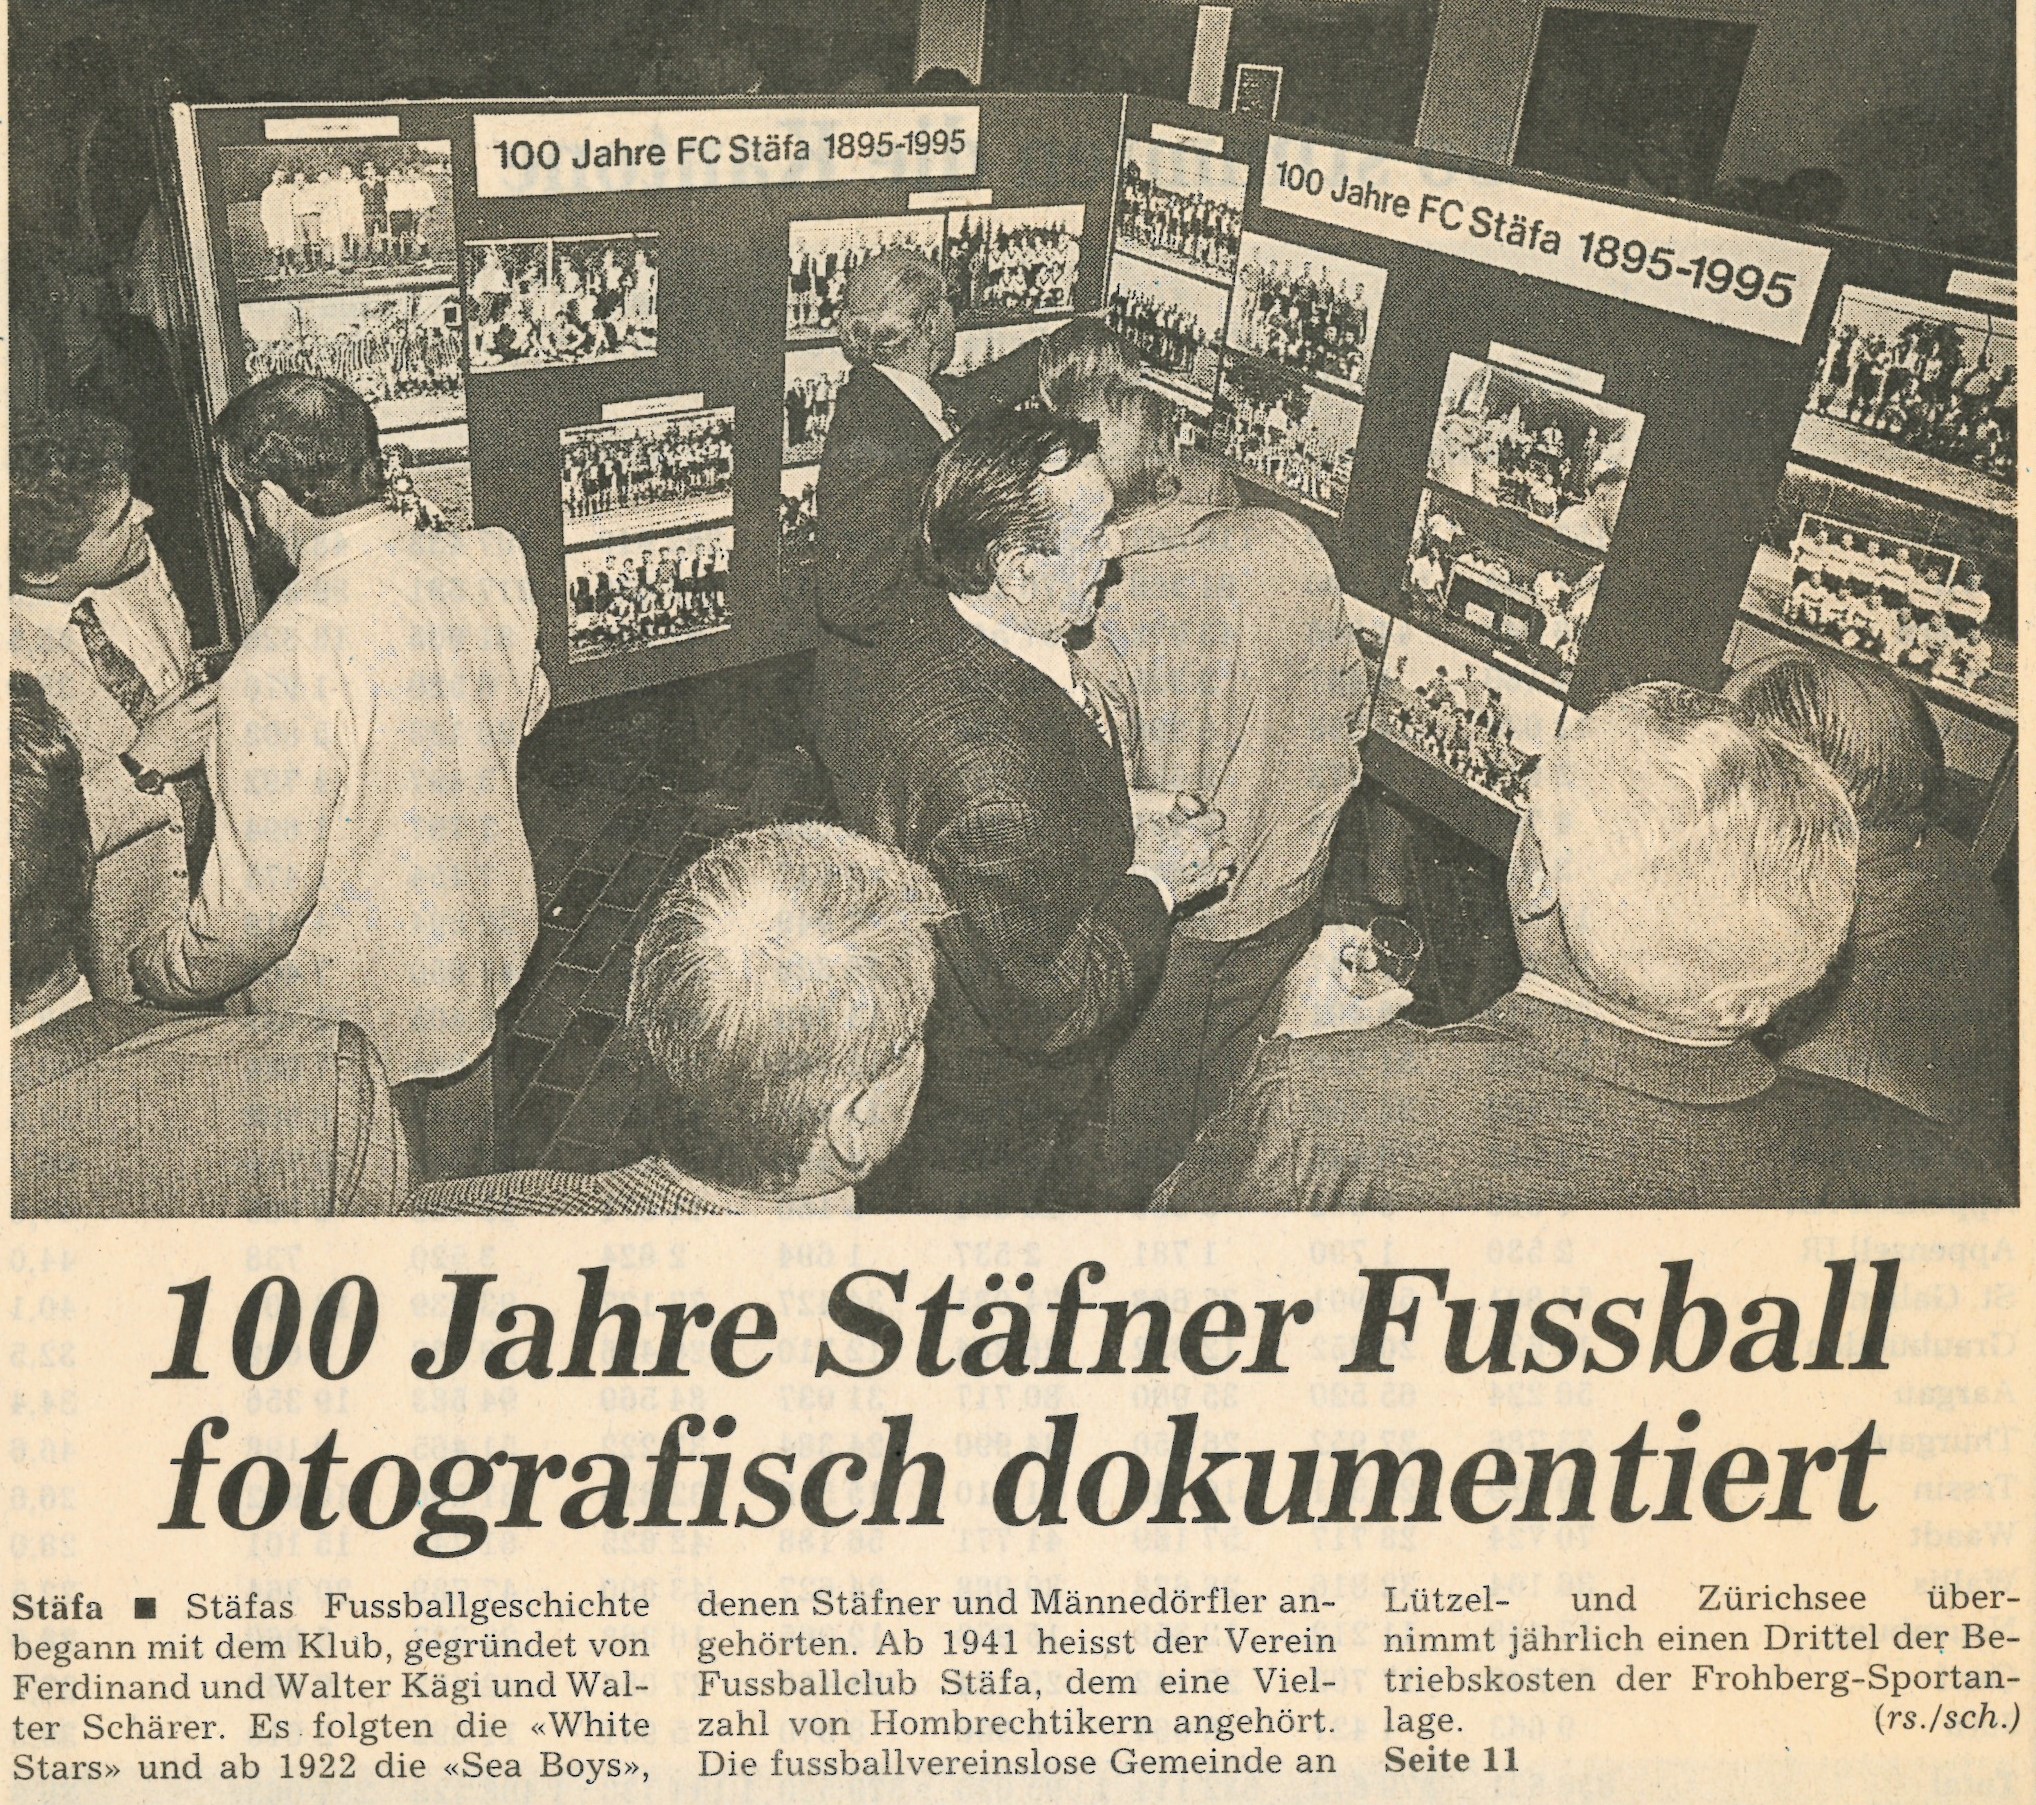 100 Jahre FC Stäfa 1895-1995
100 Jahre FC Stäfa 1895-1995
100 Jahre Stäfner Fussball
fotografisch dokumentiert
Stäfa ■ Stäfas Fussballgeschichte
begann mit dem Klub, gegründet von
Ferdinand und Walter Kägi und Wal-
ter Schärer. Es folgten die «White
Stars» und ab 1922 die «Sea Boys»,
denen Stäfner und Männedörfler an-
gehörten. Ab 1941 heisst der Verein
Fussballclub Stäfa, dem eine Viel-
zahl von Hombrechtikern angehört.
Die fussballvereinslose Gemeinde an
Lützel- und Zürichsee über-
nimmt jährlich einen Drittel der Be-
triebskosten der Frohberg-Sportan-
lage. (rs./sch.)
Seite 11